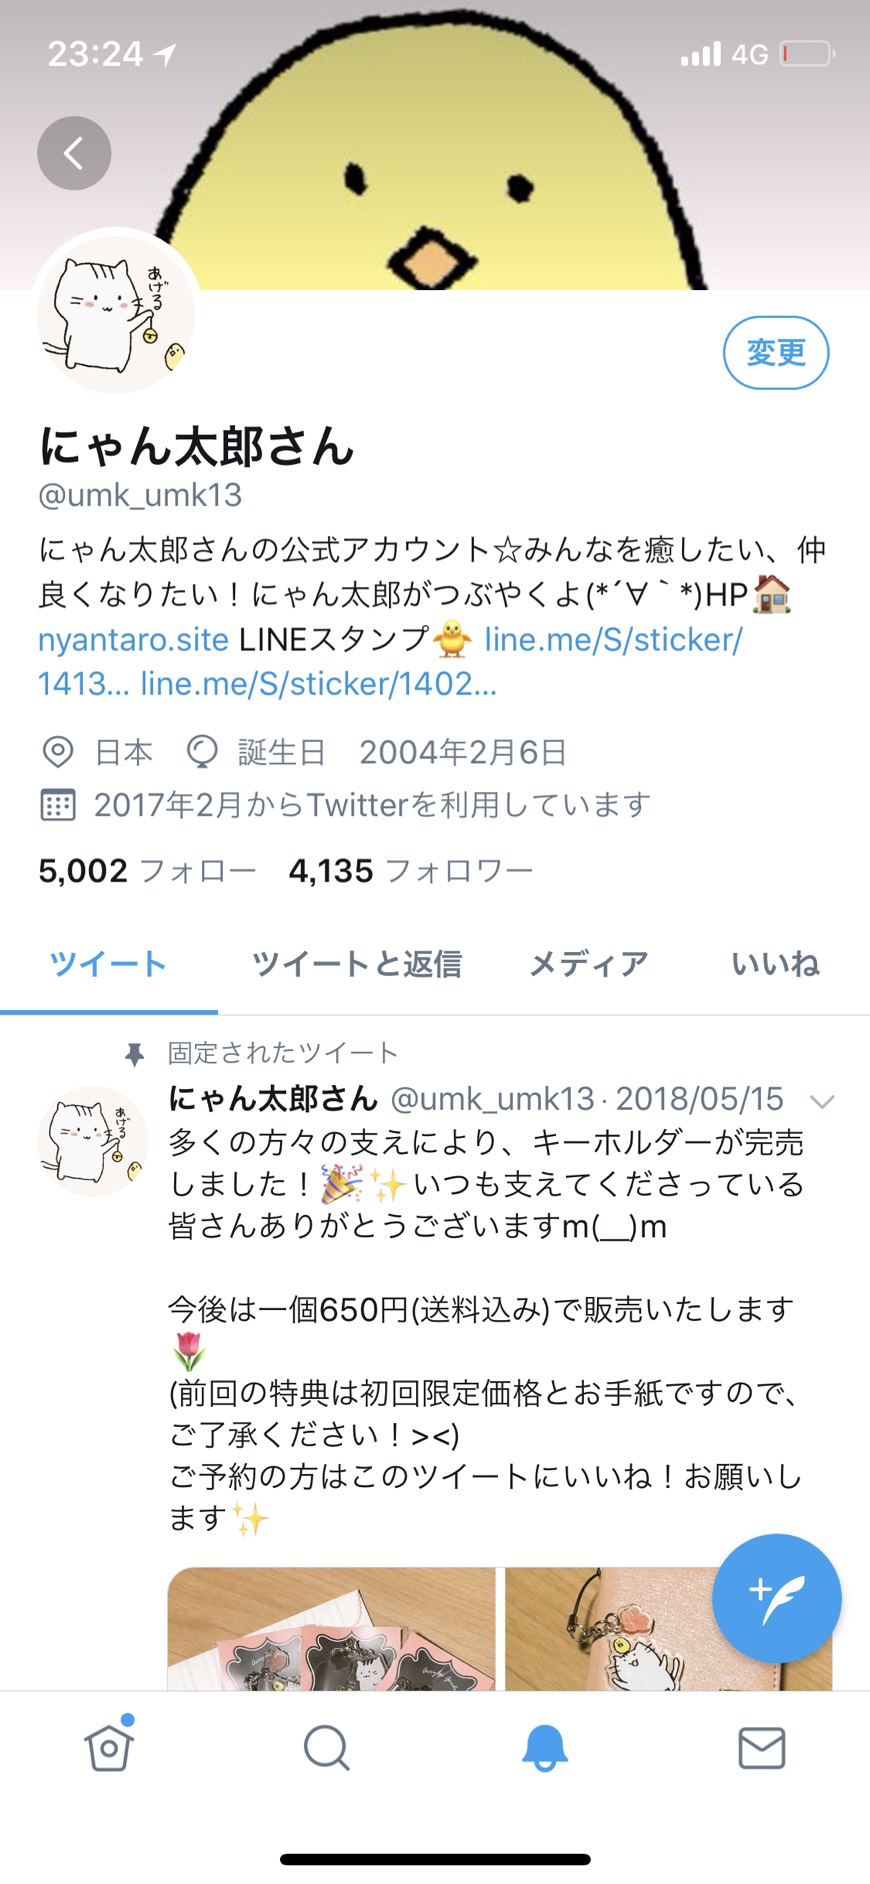 23:24
4G
あげる
変更
にゃん太郎さん
@umk_umk13
にゃん太郎さんの公式アカウント☆みんなを癒したい、仲
良くなりたい！にゃん太郎がつぶやくよ(*´∀｀*)HP🏠
nyantaro.site LINEスタンプ🐥 line.me/S/sticker/
1413... line.me/S/sticker/1402...
日本 誕生日 2004年2月6日
2017年2月からTwitterを利用しています
5,002 フォロー 4,135 フォロワー
ツイート ツイートと返信 メディア いいね
固定されたツイート
にゃん太郎さん @umk_umk13 · 2018/05/15
あげる
多くの方々の支えにより、キーホルダーが完売
しました！🎉✨いつも支えてくださっている
皆さんありがとうございますm(__)m
今後は一個650円(送料込み)で販売いたします
🌷
(前回の特典は初回限定価格とお手紙ですので、
ご了承ください！><)
ご予約の方はこのツイートにいいね！お願いし
ます✨